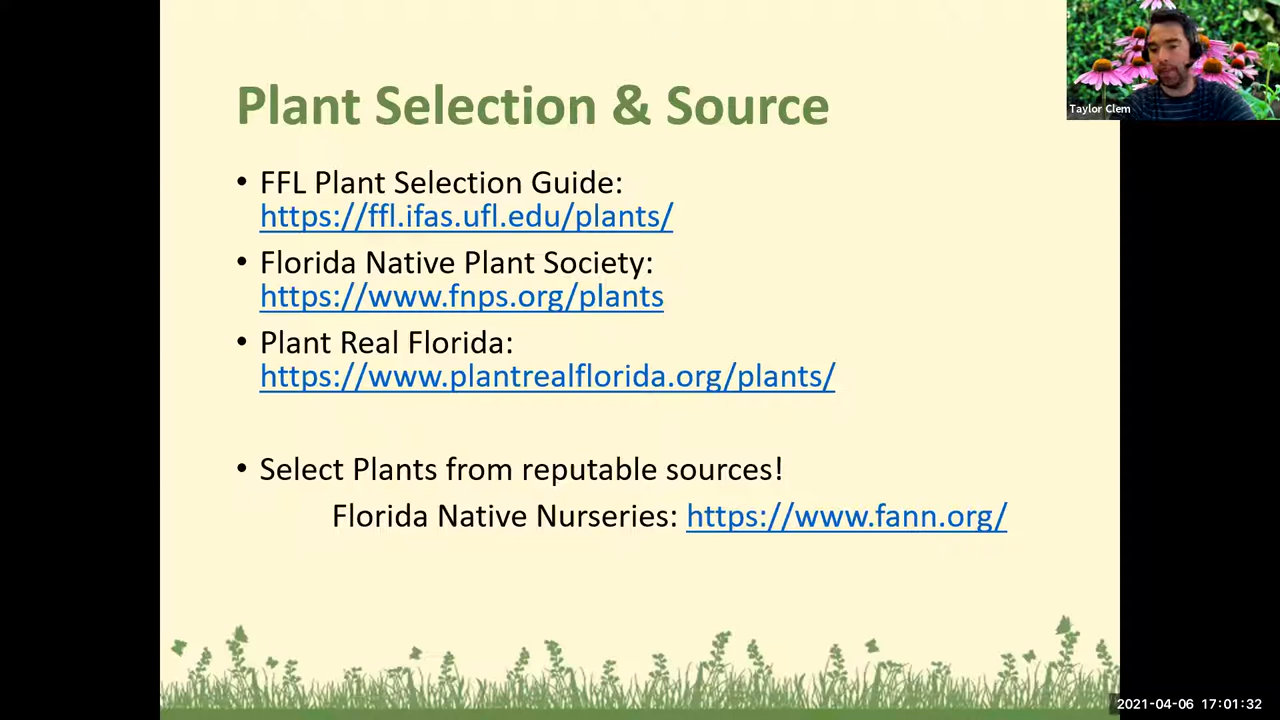 Plant Selection & Source
• FFL Plant Selection Guide:
https://ffl.ifas.ufl.edu/plants/
• Florida Native Plant Society:
https://www.fnps.org/plants
• Plant Real Florida:
https://www.plantrealflorida.org/plants/
• Select Plants from reputable sources!
Florida Native Nurseries: https://www.fann.org/
Taylor Clem
2021-04-06 17:01:32